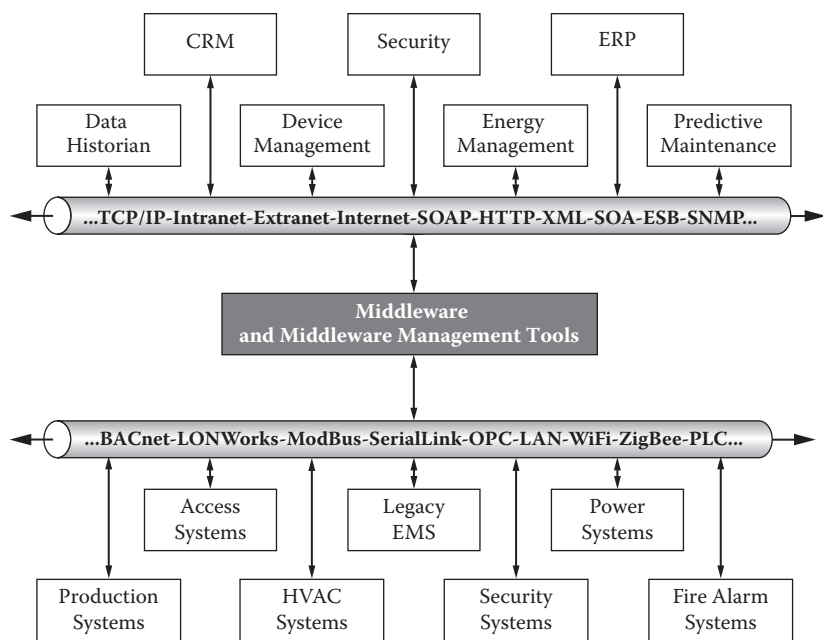 CRM
Security
ERP
Data
Historian
Device
Management
Energy
Management
Predictive
Maintenance
...TCP/IP-Intranet-Extranet-Internet-SOAP-HTTP-XML-SOA-ESB-SNMP...
Middleware
and Middleware Management Tools
...BACnet-LONWorks-ModBus-SerialLink-OPC-LAN-WiFi-ZigBee-PLC...
Access
Systems
Legacy
EMS
Power
Systems
Production
Systems
HVAC
Systems
Security
Systems
Fire Alarm
Systems